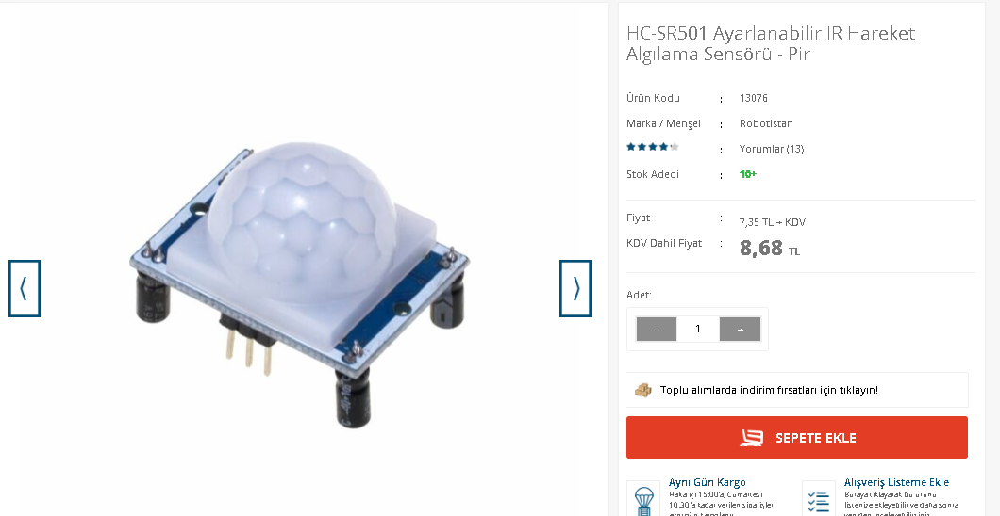 HC-SR501 Ayarlanabilir IR Hareket
Algılama Sensörü - Pir
Ürün Kodu : 13076
Marka / Menşei : Robotistan
: Yorumlar (13)
Stok Adedi : 10+
Fiyat : 7,35 TL + KDV
KDV Dahil Fiyat : 8,68 TL
Adet:
- 1 +
Toplu alımlarda indirim fırsatları için tıklayın!
SEPETE EKLE
Aynı Gün Kargo
Hafta içi 15:00'a, Cumartesi
10.30'a kadar verilen siparişler
Alışveriş Listeme Ekle
Buraya tıklayarak bu ürünü
listenize ekleyebilir ve daha sonra